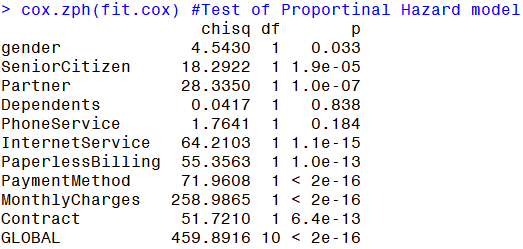 > cox.zph(fit.cox) #Test of Proportinal Hazard model
chisq df p
gender 4.5430 1 0.033
SeniorCitizen 18.2922 1 1.9e-05
Partner 28.3350 1 1.0e-07
Dependents 0.0417 1 0.838
PhoneService 1.7641 1 0.184
InternetService 64.2103 1 1.1e-15
PaperlessBilling 55.3563 1 1.0e-13
PaymentMethod 71.9608 1 < 2e-16
MonthlyCharges 258.9865 1 < 2e-16
Contract 51.7210 1 6.4e-13
GLOBAL 459.8916 10 < 2e-16